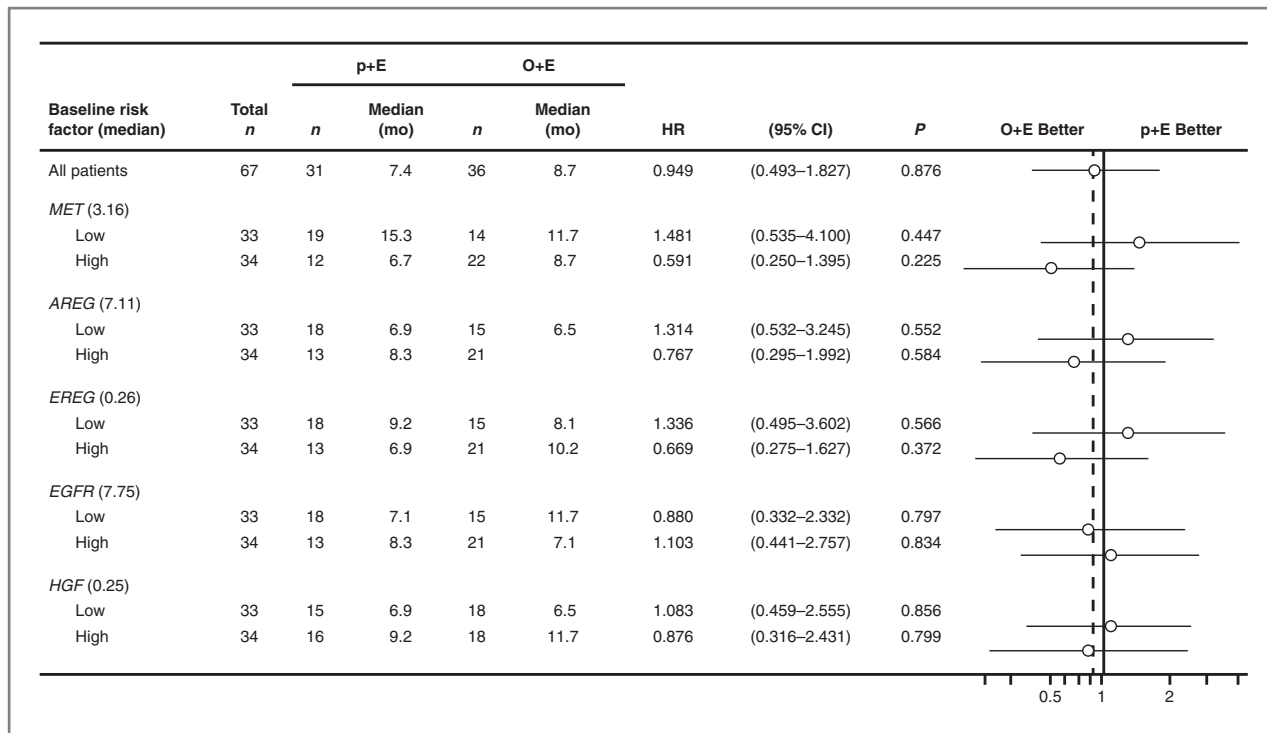 p+E O+E
Baseline risk factor (median) Total n n Median (mo) n Median (mo) HR (95% CI) P O+E Better p+E Better
All patients 67 31 7.4 36 8.7 0.949 (0.493–1.827) 0.876
MET (3.16)
Low 33 19 15.3 14 11.7 1.481 (0.535–4.100) 0.447
High 34 12 6.7 22 8.7 0.591 (0.250–1.395) 0.225
AREG (7.11)
Low 33 18 6.9 15 6.5 1.314 (0.532–3.245) 0.552
High 34 13 8.3 21 0.767 (0.295–1.992) 0.584
EREG (0.26)
Low 33 18 9.2 15 8.1 1.336 (0.495–3.602) 0.566
High 34 13 6.9 21 10.2 0.669 (0.275–1.627) 0.372
EGFR (7.75)
Low 33 18 7.1 15 11.7 0.880 (0.332–2.332) 0.797
High 34 13 8.3 21 7.1 1.103 (0.441–2.757) 0.834
HGF (0.25)
Low 33 15 6.9 18 6.5 1.083 (0.459–2.555) 0.856
High 34 16 9.2 18 11.7 0.876 (0.316–2.431) 0.799
0.5 1 2